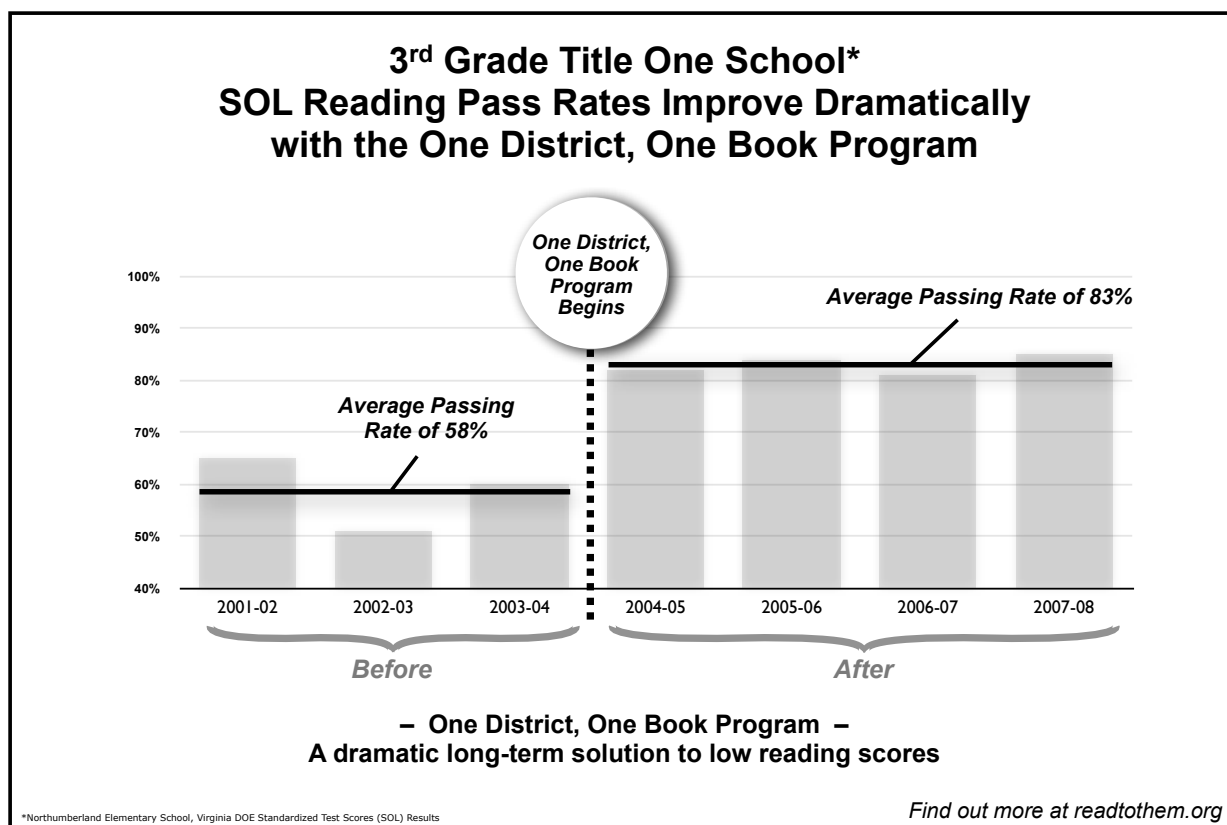 3rd Grade Title One School*
SOL Reading Pass Rates Improve Dramatically
with the One District, One Book Program
One District,
One Book
Program
Begins
100%
90%
80%
70%
60%
50%
40%
Average Passing Rate of 83%
Average Passing
Rate of 58%
2001-02
2002-03
2003-04
2004-05
2005-06
2006-07
2007-08
Before
After
– One District, One Book Program –
A dramatic long-term solution to low reading scores
*Northumberland Elementary School, Virginia DOE Standardized Test Scores (SOL) Results
Find out more at readtothem.org